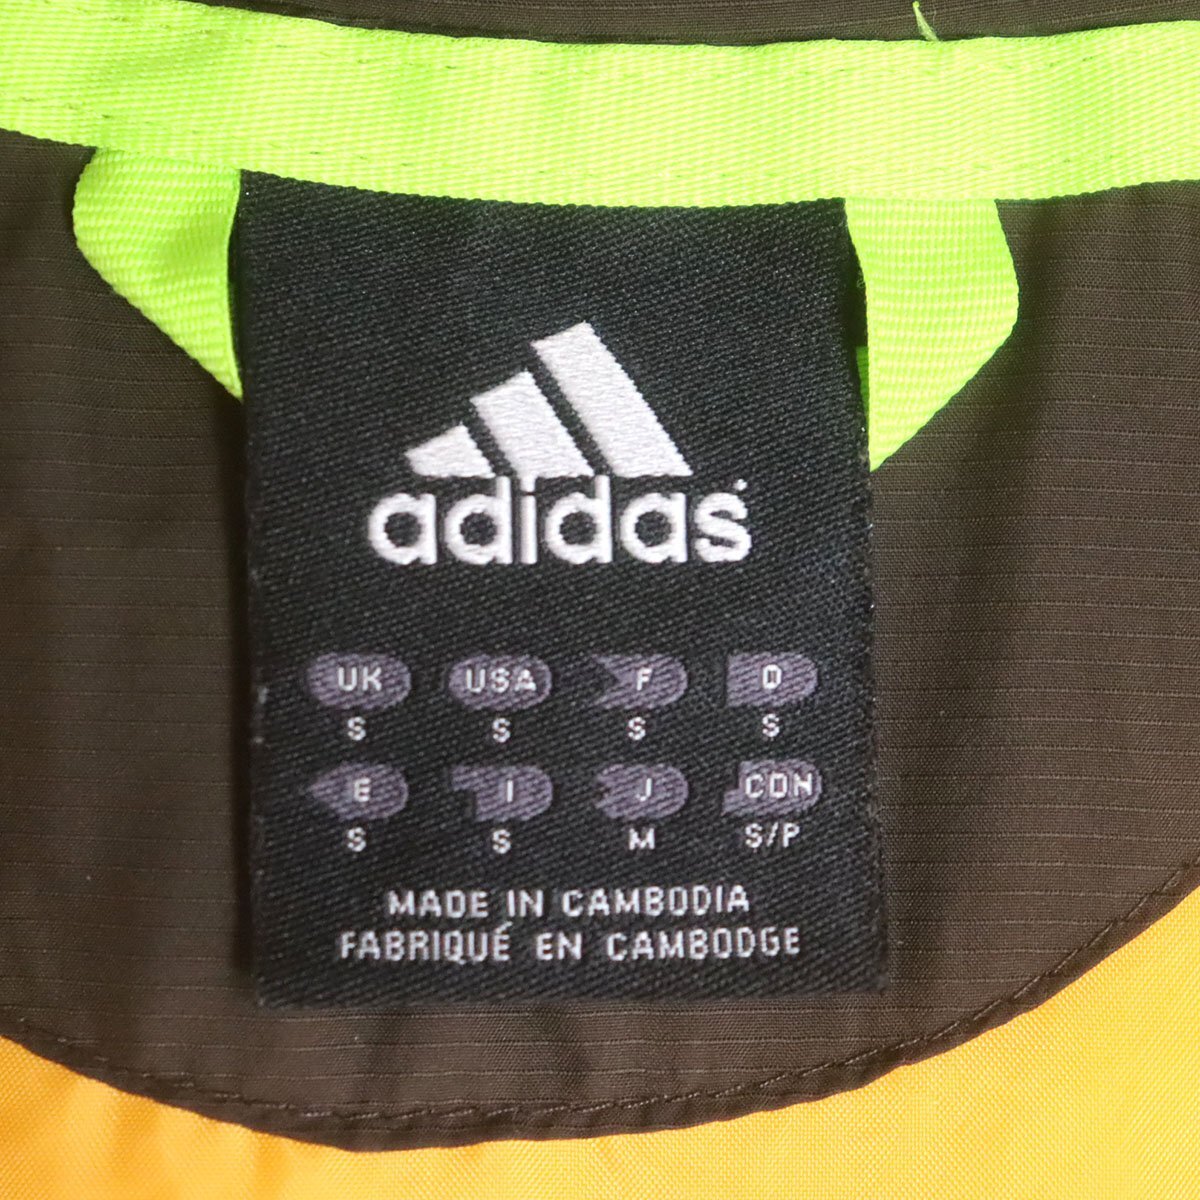 adidas
UK USA F D
S S S S
E I J CDN
S S M S/P
MADE IN CAMBODIA
FABRIQUÉ EN CAMBODGE